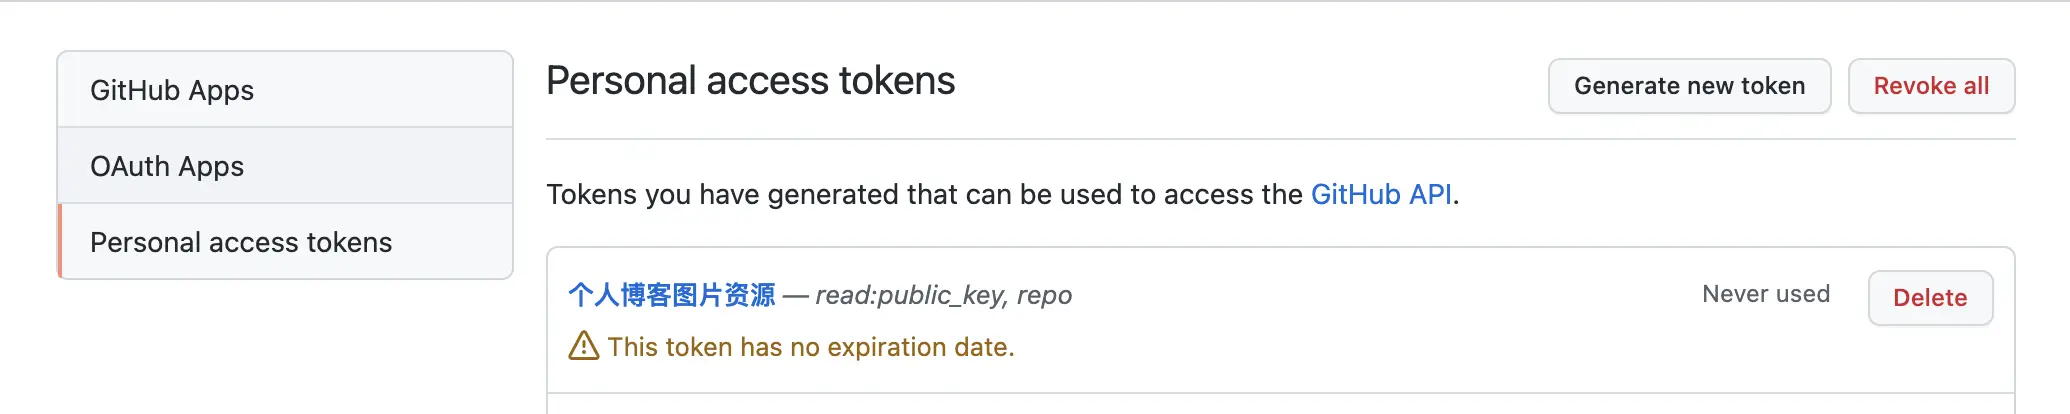 GitHub Apps
OAuth Apps
Personal access tokens
Personal access tokens
Generate new token
Revoke all
Tokens you have generated that can be used to access the GitHub API.
个人博客图片资源 — read:public_key, repo
Never used
Delete
This token has no expiration date.